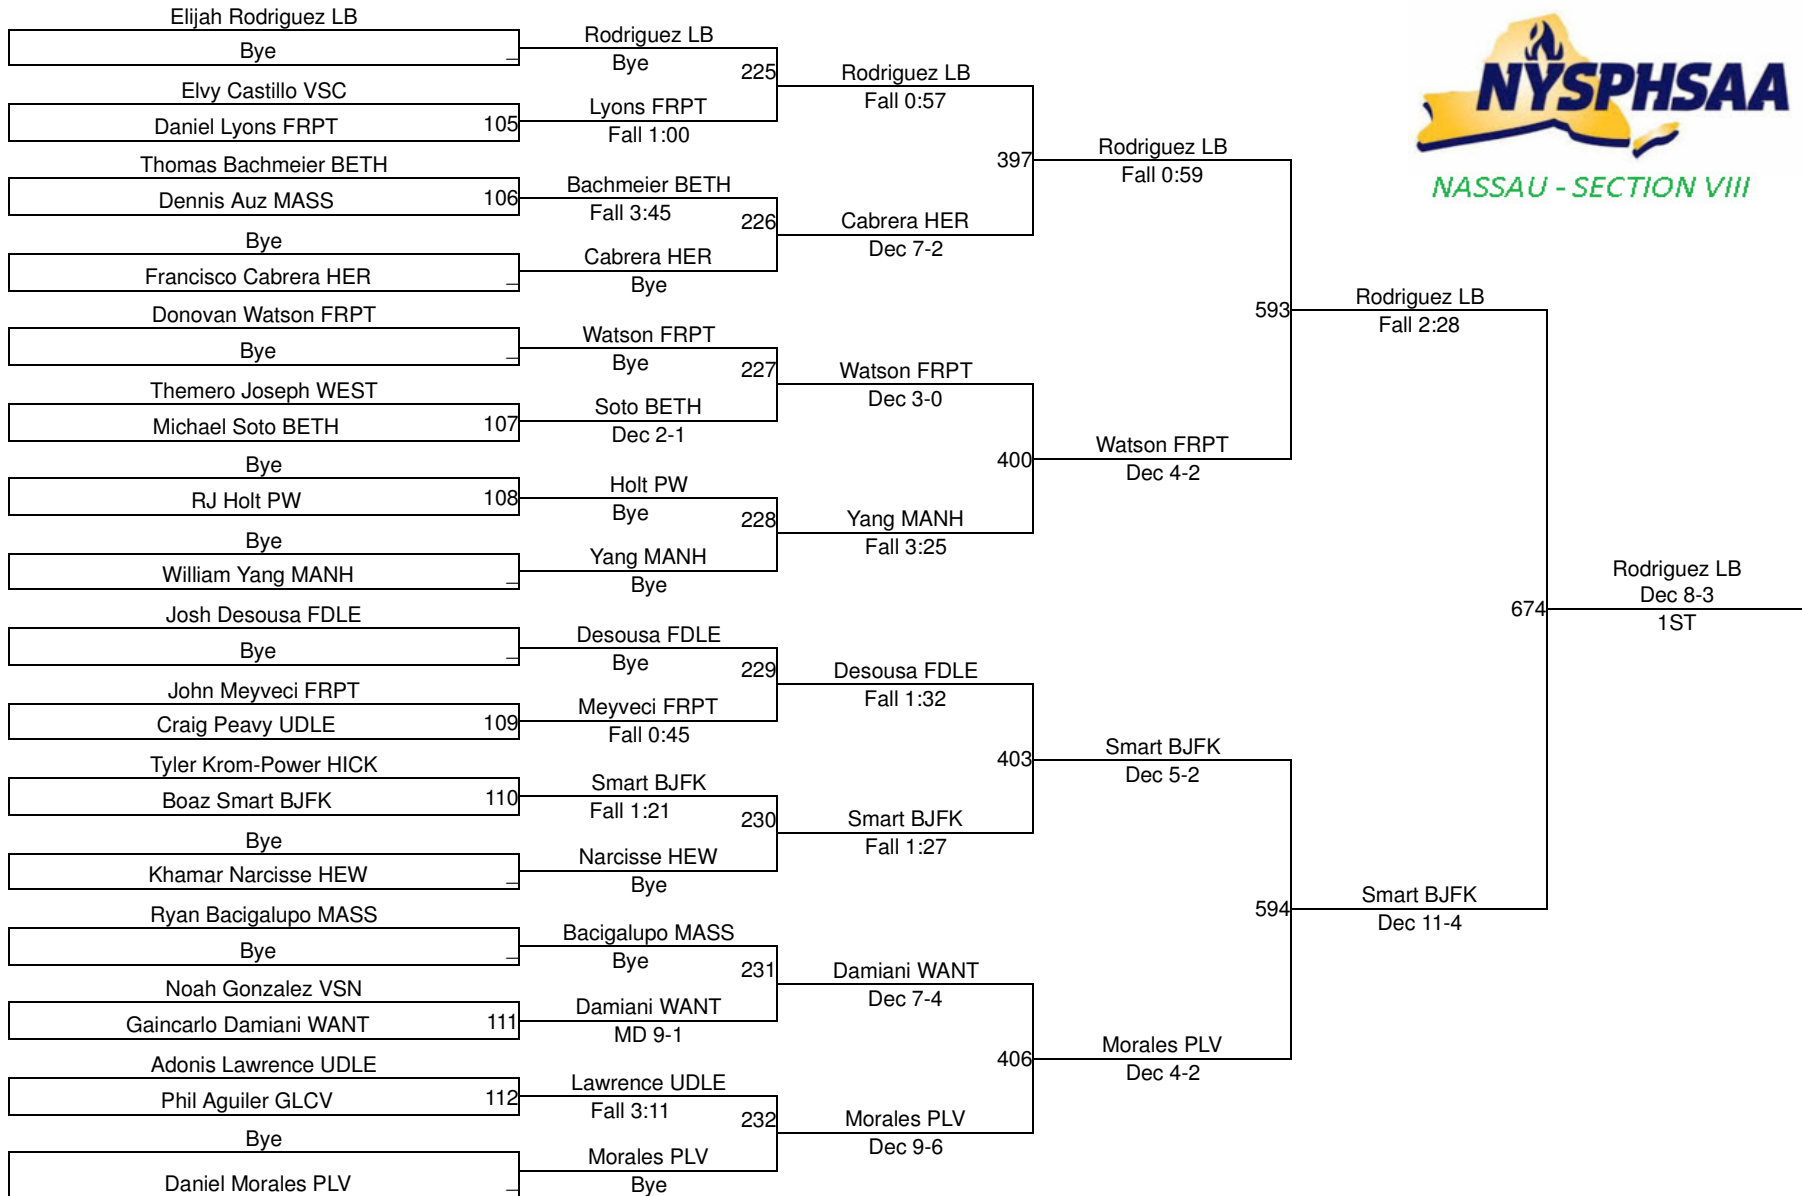 Elijah Rodriguez LB
Bye
_
Elvy Castillo VSC
Daniel Lyons FRPT
105
Thomas Bachmeier BETH
Dennis Auz MASS
106
Bye
Francisco Cabrera HER
_
Donovan Watson FRPT
Bye
_
Themero Joseph WEST
Michael Soto BETH
107
Bye
RJ Holt PW
108
Bye
William Yang MANH
_
Josh Desousa FDLE
Bye
_
John Meyveci FRPT
Craig Peavy UDLE
109
Tyler Krom-Power HICK
Boaz Smart BJFK
110
Bye
Khamar Narcisse HEW
_
Ryan Bacigalupo MASS
Bye
_
Noah Gonzalez VSN
Gaincarlo Damiani WANT
111
Adonis Lawrence UDLE
Phil Aguiler GLCV
112
Bye
Daniel Morales PLV
_
Rodriguez LB
Bye
225
Lyons FRPT
Fall 1:00
Bachmeier BETH
Fall 3:45
226
Cabrera HER
Bye
Watson FRPT
Bye
227
Soto BETH
Dec 2-1
Holt PW
Bye
228
Yang MANH
Bye
Desousa FDLE
Bye
229
Meyveci FRPT
Fall 0:45
Smart BJFK
Fall 1:21
230
Narcisse HEW
Bye
Bacigalupo MASS
Bye
231
Damiani WANT
MD 9-1
Lawrence UDLE
Fall 3:11
232
Morales PLV
Bye
Rodriguez LB
Fall 0:57
397
Cabrera HER
Dec 7-2
Watson FRPT
Dec 3-0
400
Yang MANH
Fall 3:25
Desousa FDLE
Fall 1:32
403
Smart BJFK
Fall 1:27
Damiani WANT
Dec 7-4
406
Morales PLV
Dec 9-6
Rodriguez LB
Fall 0:59
593
Watson FRPT
Dec 4-2
Smart BJFK
Dec 5-2
594
Morales PLV
Dec 4-2
Rodriguez LB
Fall 2:28
674
Smart BJFK
Dec 11-4
Rodriguez LB
Dec 8-3
1ST
NYSPHSAA
NASSAU - SECTION VIII